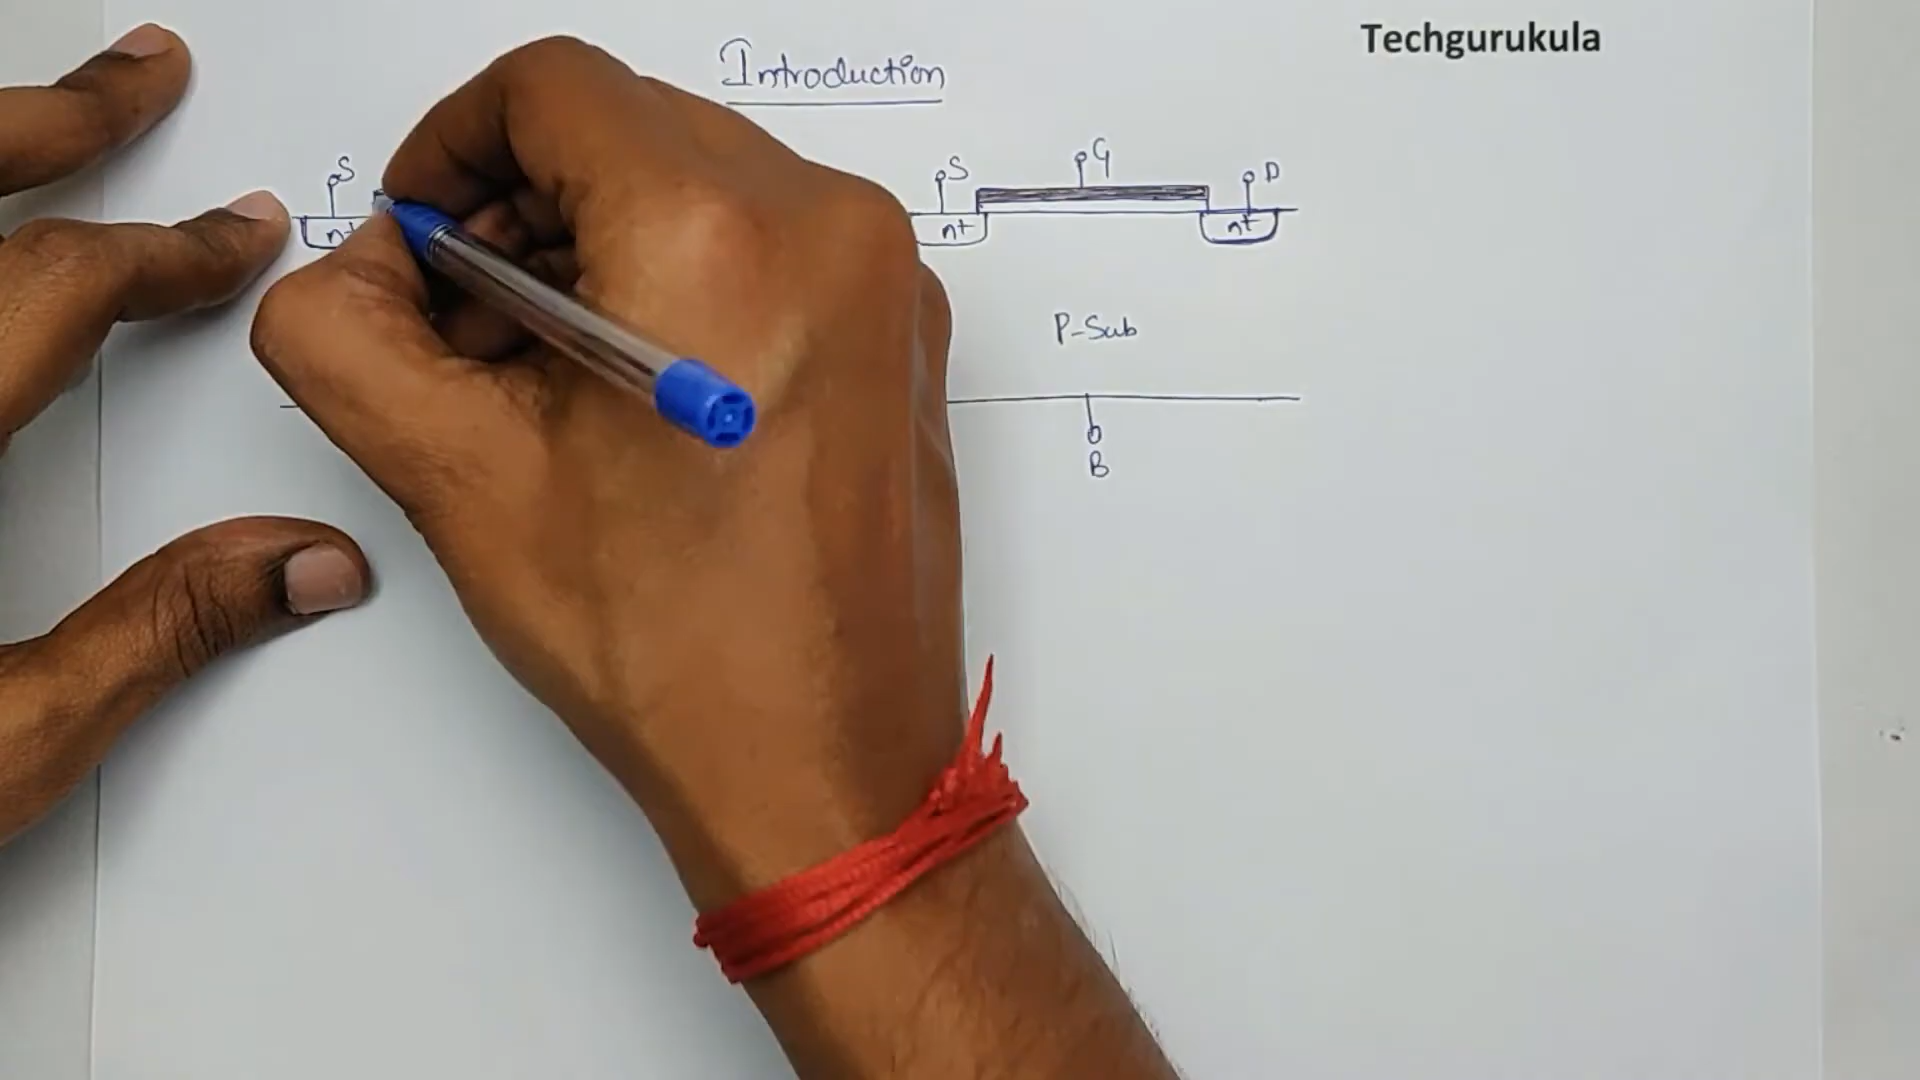 Techgurukula
Introduction
S
S
G
D
n+
n+
n+
P-Sub
B